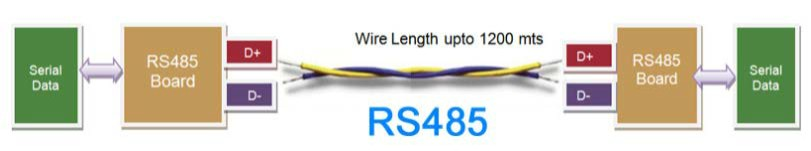 Wire Length upto 1200 mts
Serial
Data
RS485
Board
D+
D-
D+
D-
RS485
Board
Serial
Data
RS485